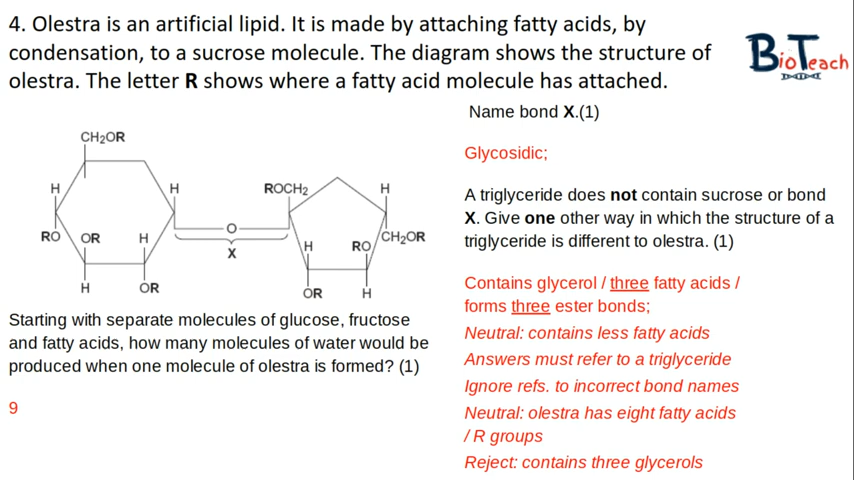 4. Olestra is an artificial lipid. It is made by attaching fatty acids, by
condensation, to a sucrose molecule. The diagram shows the structure of
olestra. The letter R shows where a fatty acid molecule has attached.
BioTeach
CH₂OR
H
H
RO
OR
H
H
OR
O
X
ROCH₂
H
H
RO
CH₂OR
OR
H
Starting with separate molecules of glucose, fructose
and fatty acids, how many molecules of water would be
produced when one molecule of olestra is formed? (1)
9
Name bond X.(1)
Glycosidic;
A triglyceride does not contain sucrose or bond
X. Give one other way in which the structure of a
triglyceride is different to olestra. (1)
Contains glycerol / three fatty acids /
forms three ester bonds;
Neutral: contains less fatty acids
Answers must refer to a triglyceride
Ignore refs. to incorrect bond names
Neutral: olestra has eight fatty acids
/ R groups
Reject: contains three glycerols